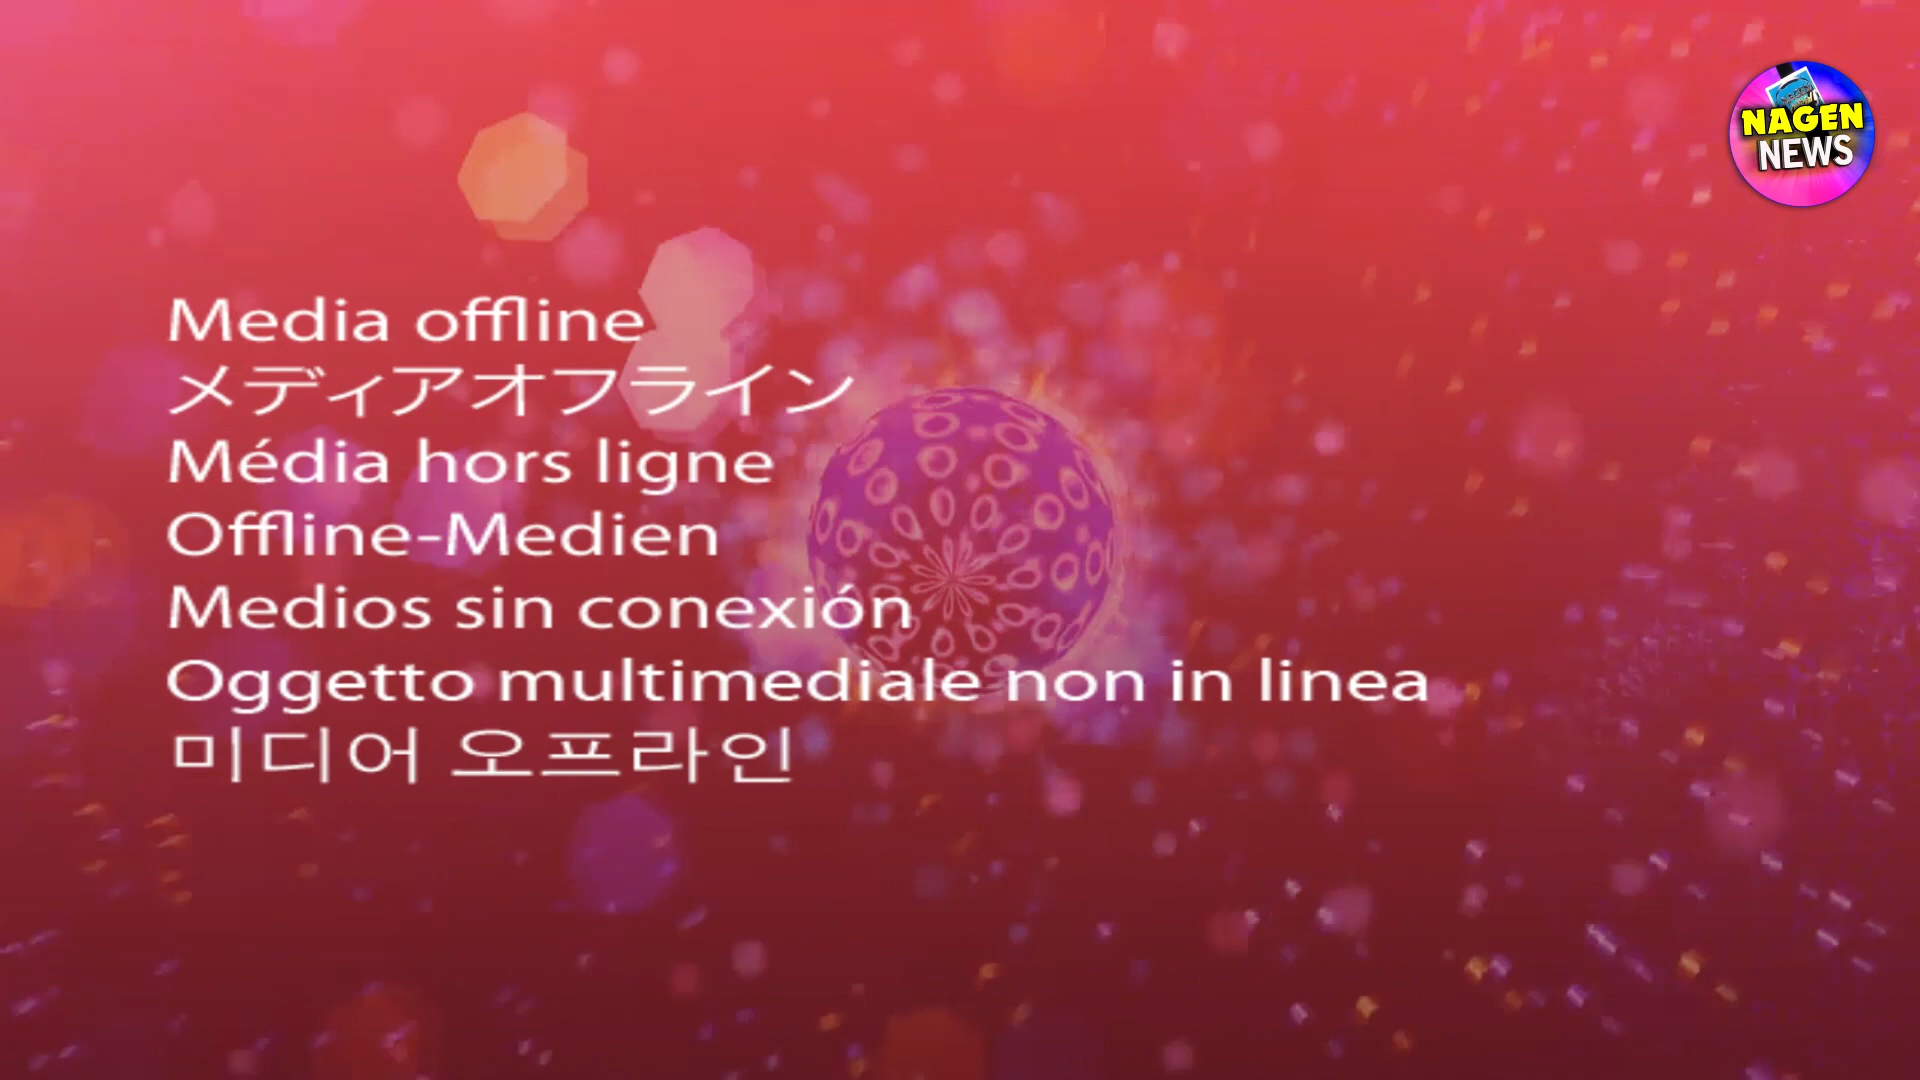 NAGEN
NEWS
Media offline
メディアオフライン
Média hors ligne
Offline-Medien
Medios sin conexión
Oggetto multimediale non in linea
미디어 오프라인